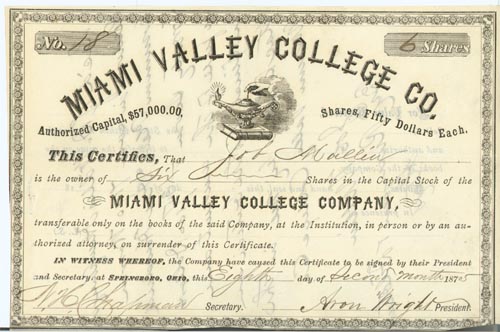 No. 18
6 Shares
MIAMI VALLEY COLLEGE CO.
Authorized Capital, $57,000.00.
Shares, Fifty Dollars Each.
This Certifies, That Job Mullin
is the owner of Six Shares in the Capital Stock of the
MIAMI VALLEY COLLEGE COMPANY,
transferable only on the books of the said Company, at the Institution, in person or by an
authorized attorney, on surrender of this Certificate.
IN WITNESS WHEREOF, the Company have caused this Certificate to be signed by their President
and Secretary, at SPRINGBORO, OHIO, this Eighth day of Second month 1875
Chapman Secretary. Aron Wright President.